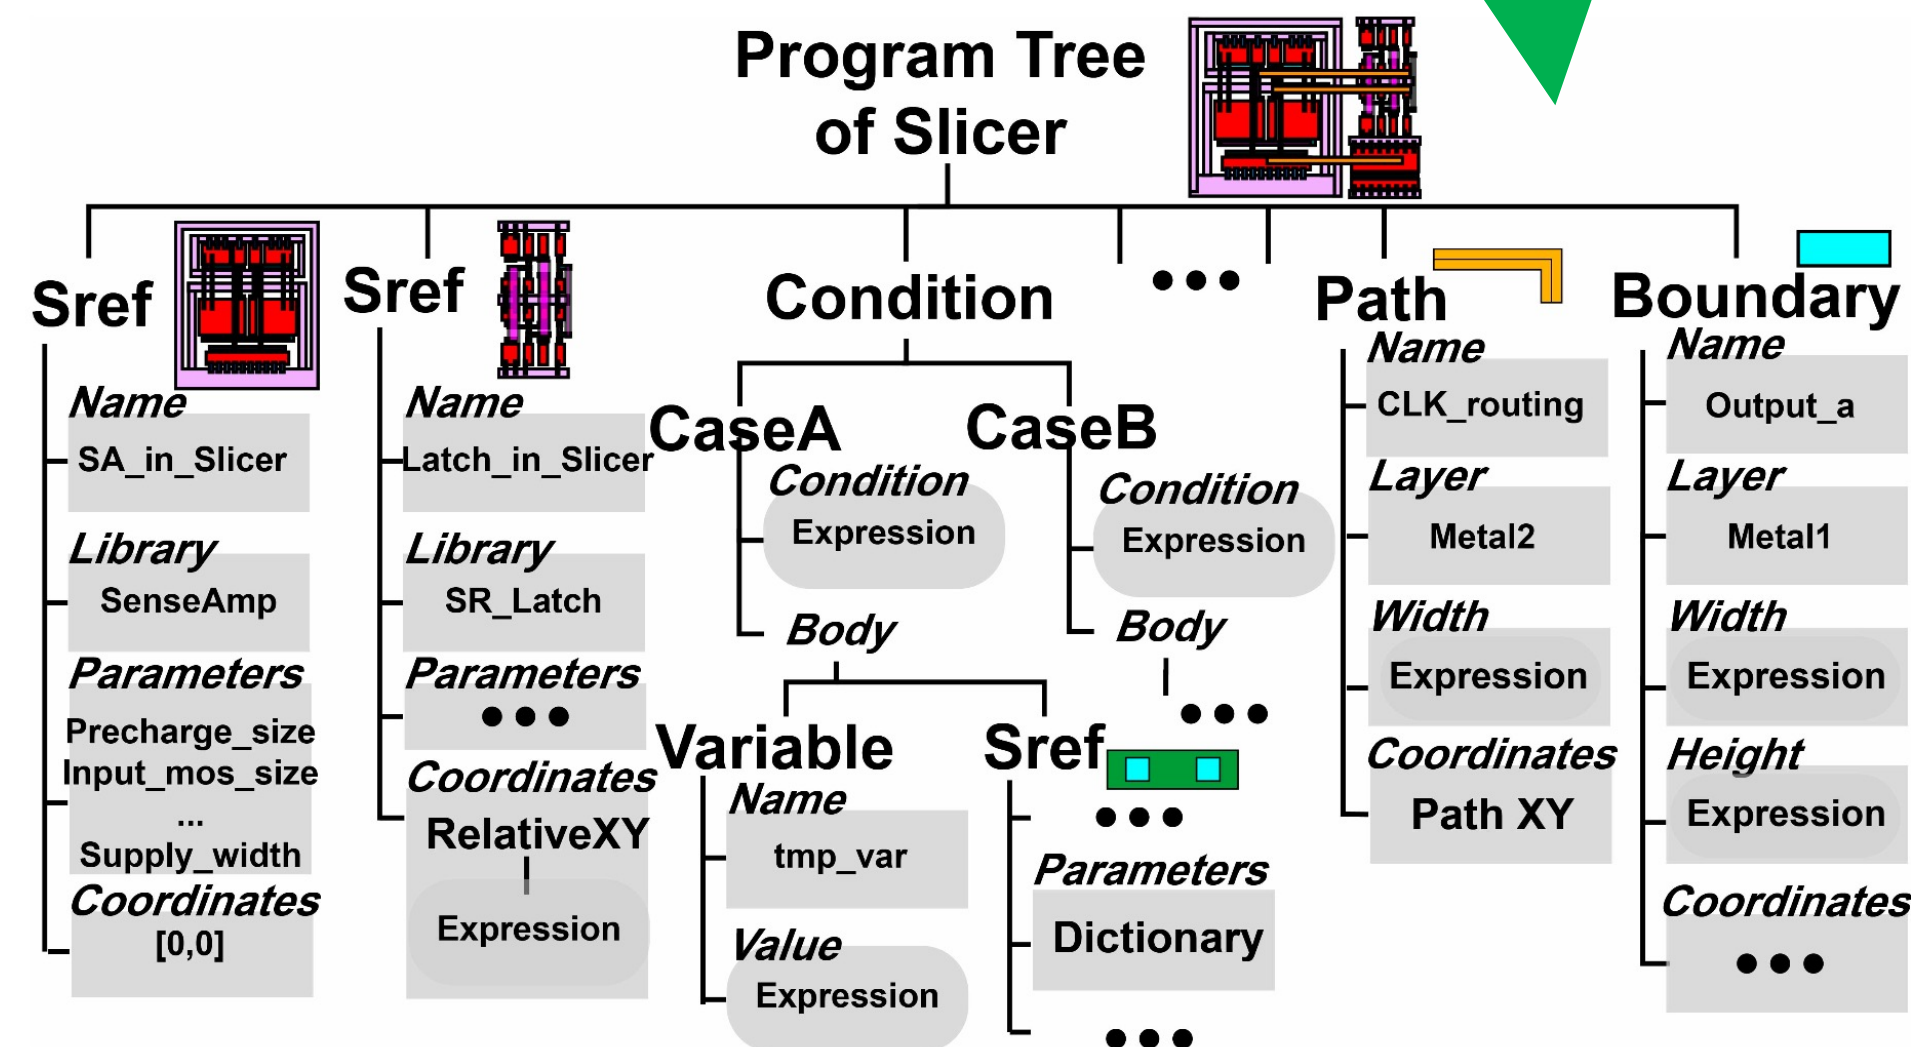 Program Tree
of Slicer
Sref
Name
SA_in_Slicer
Library
SenseAmp
Parameters
Precharge_size
Input_mos_size
...
Supply_width
Coordinates
[0,0]
Sref
Name
Latch_in_Slicer
Library
SR_Latch
Parameters
●●●
Coordinates
RelativeXY
Expression
Condition
CaseA
Condition
Expression
Body
Variable
Name
tmp_var
Value
Expression
Sref
●●●
Parameters
Dictionary
●●●
CaseB
Condition
Expression
Body
●●●
●●●
Path
Name
CLK_routing
Layer
Metal2
Width
Expression
Coordinates
Path XY
Boundary
Name
Output_a
Layer
Metal1
Width
Expression
Height
Expression
Coordinates
●●●